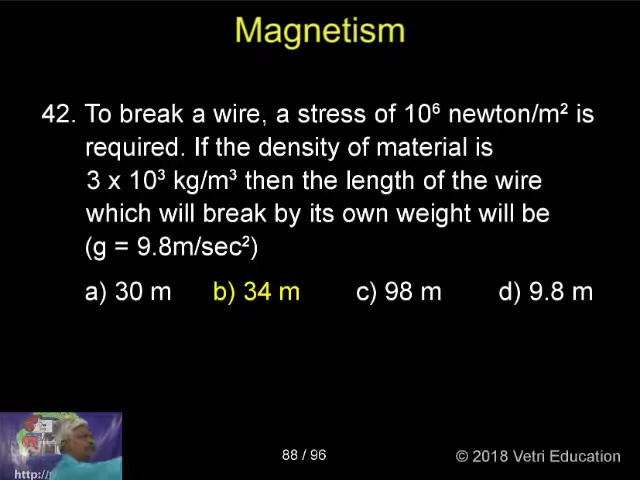 Magnetism
42. To break a wire, a stress of 10⁶ newton/m² is
required. If the density of material is
3 x 10³ kg/m³ then the length of the wire
which will break by its own weight will be
(g = 9.8m/sec²)
a) 30 m b) 34 m c) 98 m d) 9.8 m
http://
88 / 96
© 2018 Vetri Education